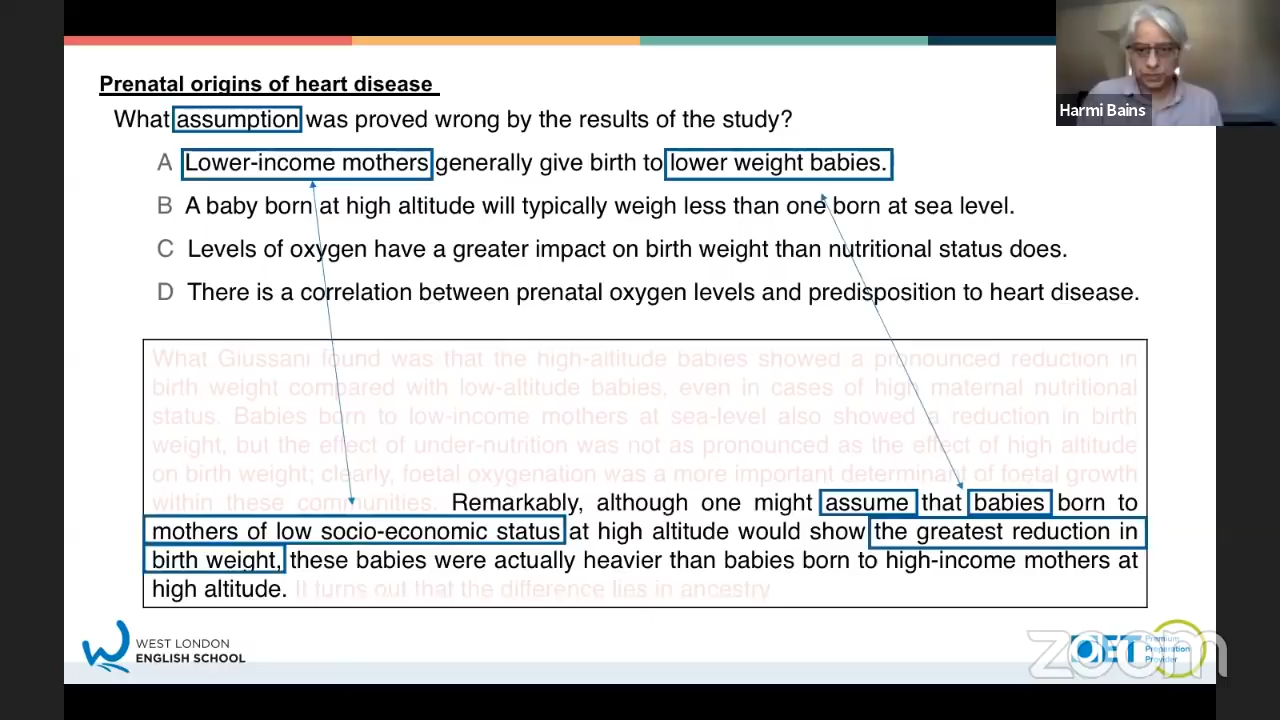 Harmi Bains
Prenatal origins of heart disease
What assumption was proved wrong by the results of the study?
A Lower-income mothers generally give birth to lower weight babies.
B A baby born at high altitude will typically weigh less than one born at sea level.
C Levels of oxygen have a greater impact on birth weight than nutritional status does.
D There is a correlation between prenatal oxygen levels and predisposition to heart disease.
What Giussani found was that the high-altitude babies showed a pronounced reduction in
birth weight compared with low-altitude babies, even in cases of high maternal nutritional
status. Babies born to low-income mothers at sea-level also showed a reduction in birth
weight, but the effect of under-nutrition was not as pronounced as the effect of high altitude
on birth weight; clearly, foetal oxygenation was a more important determinant of foetal growth
within these communities. Remarkably, although one might assume that babies born to
mothers of low socio-economic status at high altitude would show the greatest reduction in
birth weight, these babies were actually heavier than babies born to high-income mothers at
high altitude. It turns out that the difference lies in ancestry
WEST LONDON
ENGLISH SCHOOL
OET
Premium
Preparation
Provider
zoom